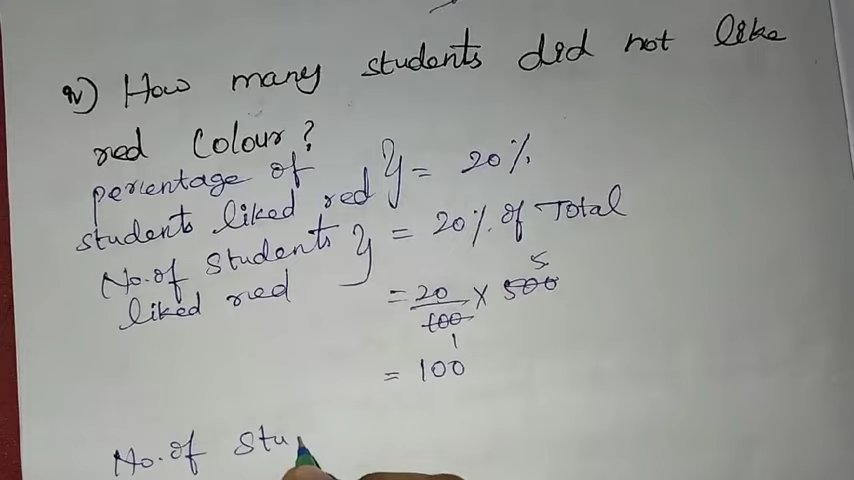 iv) How many students did not like
red colour?
percentage of
students liked red } = 20%
No. of students } = 20% of Total
liked red
= 20/100 × 500 5
1
= 100
No. of Stu